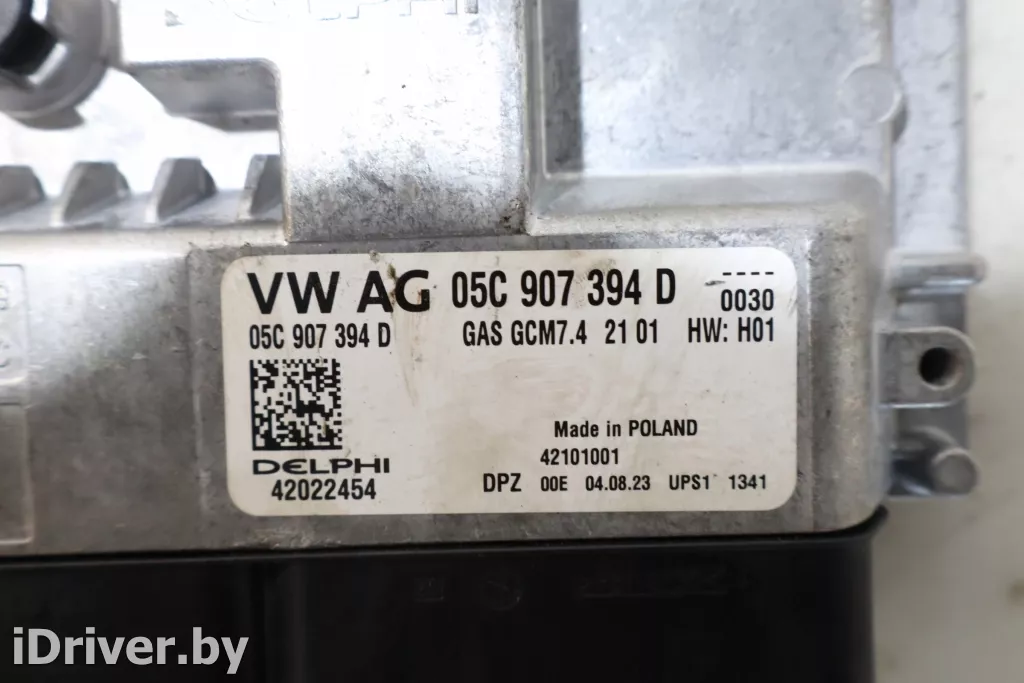 VW AG 05C 907 394 D ----
0030
05C 907 394 D GAS GCM7.4 21 01 HW: H01
Made in POLAND
DELPHI 42101001
42022454 DPZ 00E 04.08.23 UPS1 1341
iDriver.by